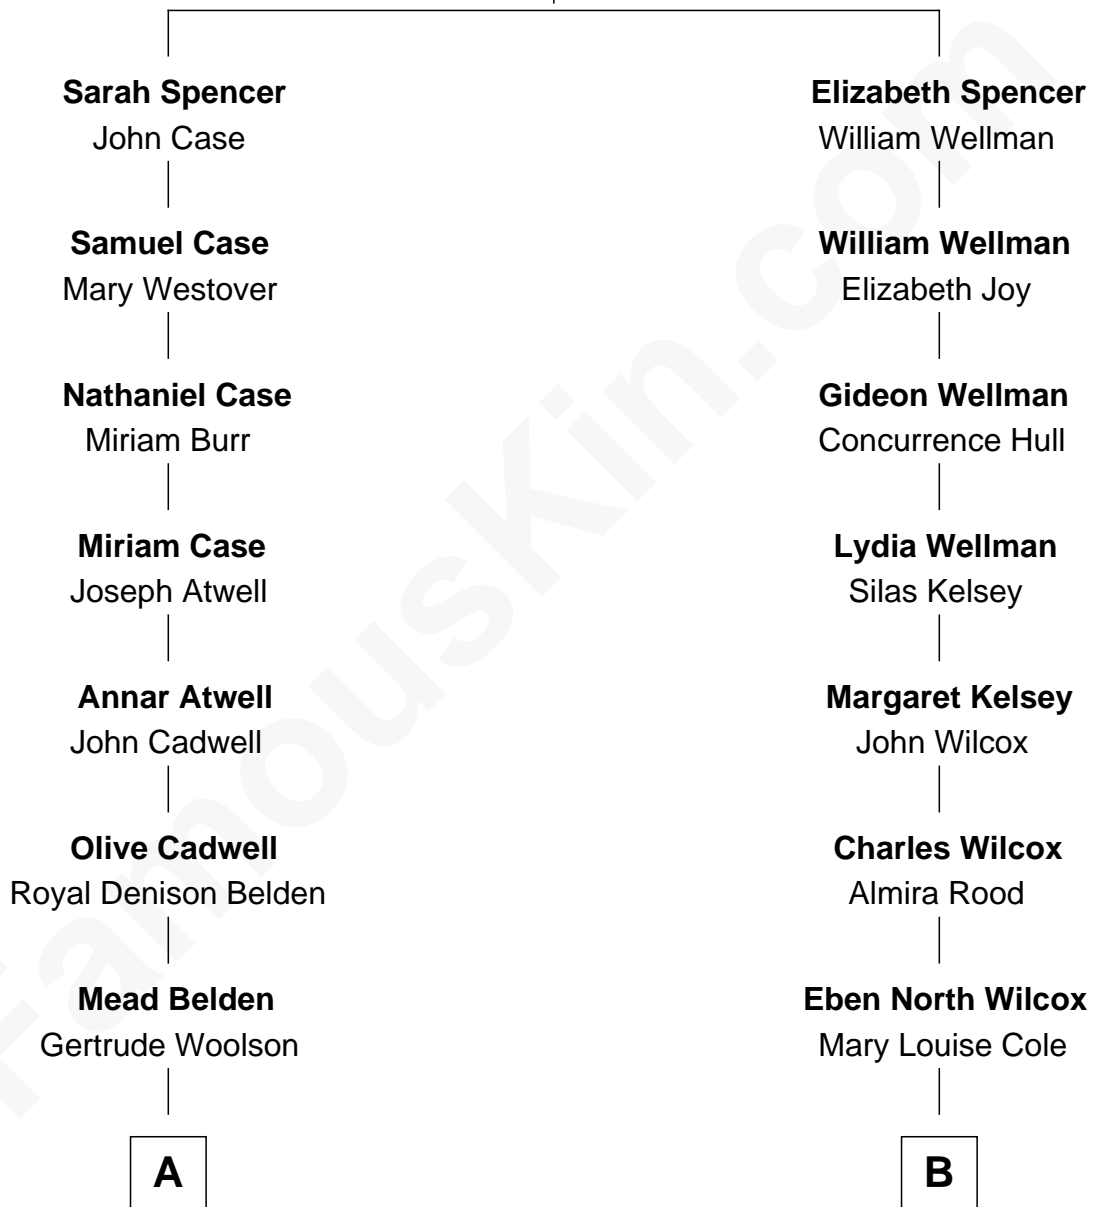 Sarah Spencer
John Case
Samuel Case
Mary Westover
Nathaniel Case
Miriam Burr
Miriam Case
Joseph Atwell
Annar Atwell
John Cadwell
Olive Cadwell
Royal Denison Belden
Mead Belden
Gertrude Woolson
A
Elizabeth Spencer
William Wellman
William Wellman
Elizabeth Joy
Gideon Wellman
Concurrence Hull
Lydia Wellman
Silas Kelsey
Margaret Kelsey
John Wilcox
Charles Wilcox
Almira Rood
Eben North Wilcox
Mary Louise Cole
B
FamousKin.com